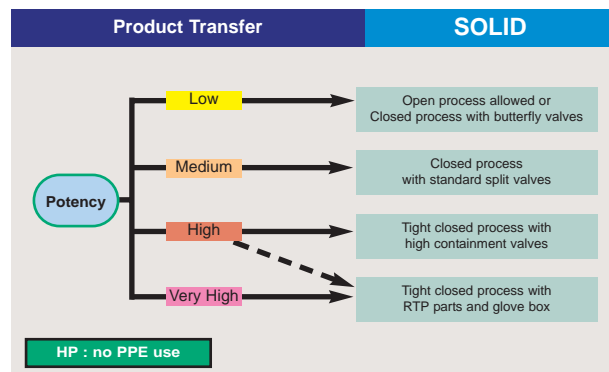 Product Transfer
SOLID
Potency
Low
Open process allowed or
Closed process with butterfly valves
Medium
Closed process
with standard split valves
High
Tight closed process with
high containment valves
Very High
Tight closed process with
RTP parts and glove box
HP : no PPE use